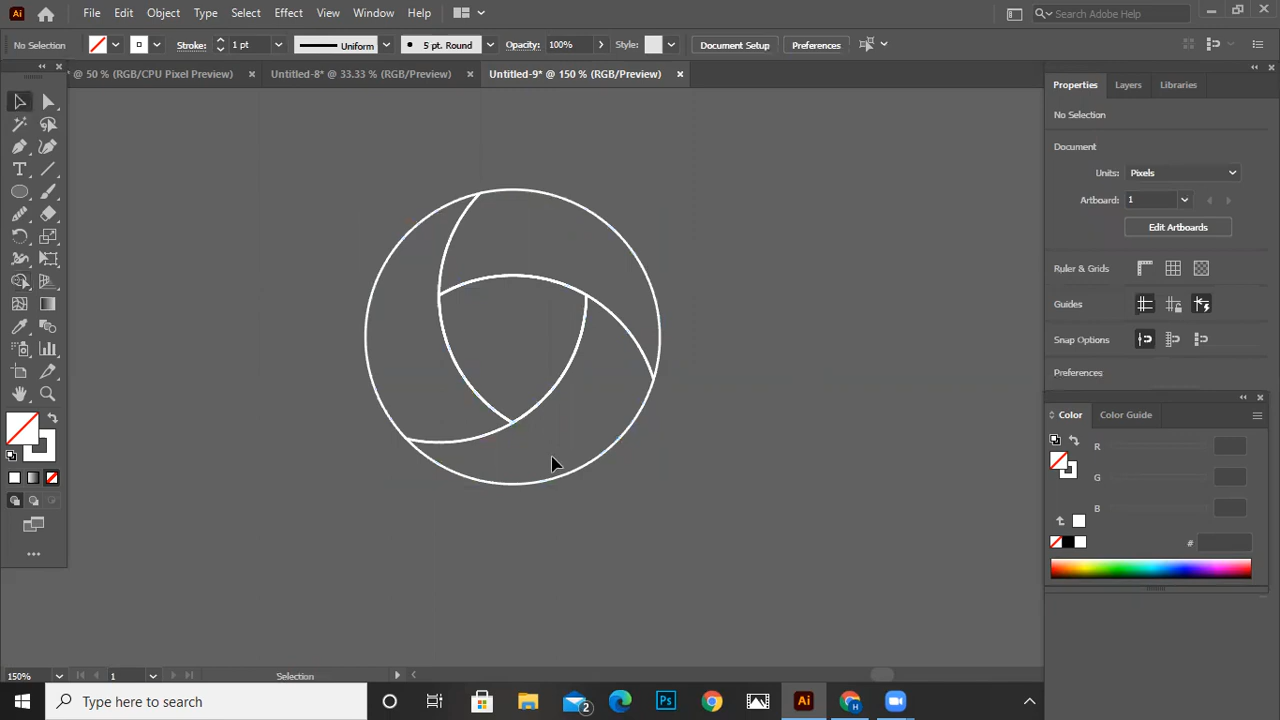 Ai File Edit Object Type Select Effect View Window Help Search Adobe Help
No Selection Stroke: 1 pt Uniform 5 pt. Round Opacity: 100% Style: Document Setup Preferences
* @ 50 % (RGB/CPU Pixel Preview) × Untitled-8* @ 33.33 % (RGB/Preview) × Untitled-9* @ 150 % (RGB/Preview) ×
Properties Layers Libraries
No Selection
Document
Units: Pixels
Artboard: 1
Edit Artboards
Ruler & Grids
Guides
Snap Options
Preferences
Color Color Guide
R
G
B
#
150% 1 Selection
Type here to search 2 Ps Ai H